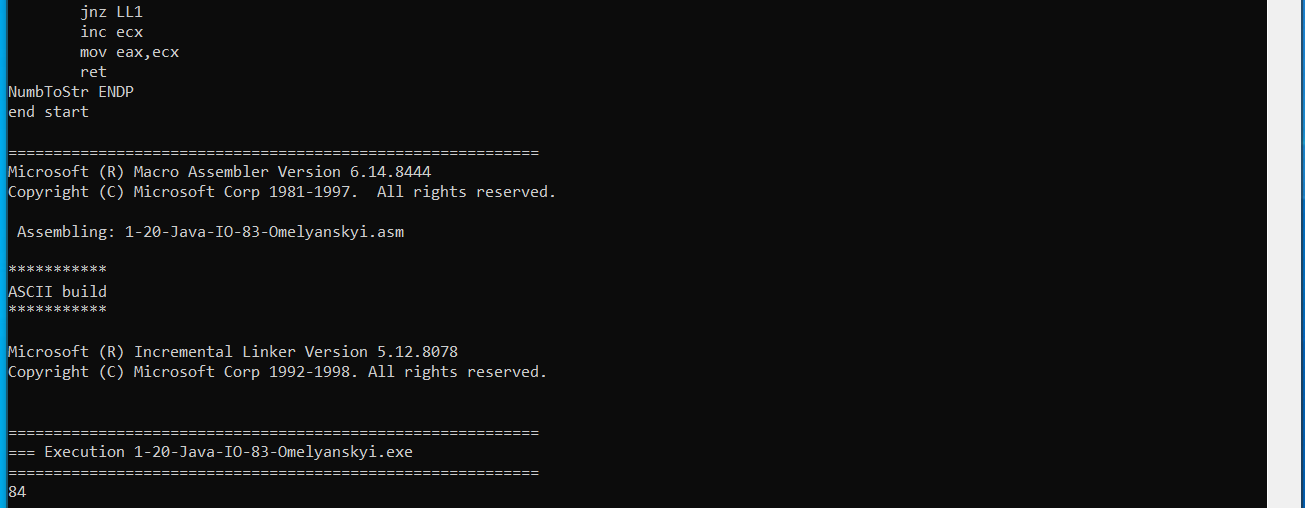 jnz LL1
inc ecx
mov eax,ecx
ret
NumbToStr ENDP
end start
===========================================================
Microsoft (R) Macro Assembler Version 6.14.8444
Copyright (C) Microsoft Corp 1981-1997.  All rights reserved.
Assembling: 1-20-Java-IO-83-Omelyanskyi.asm
***********
ASCII build
***********
Microsoft (R) Incremental Linker Version 5.12.8078
Copyright (C) Microsoft Corp 1992-1998. All rights reserved.
===========================================================
=== Execution 1-20-Java-IO-83-Omelyanskyi.exe
===========================================================
84